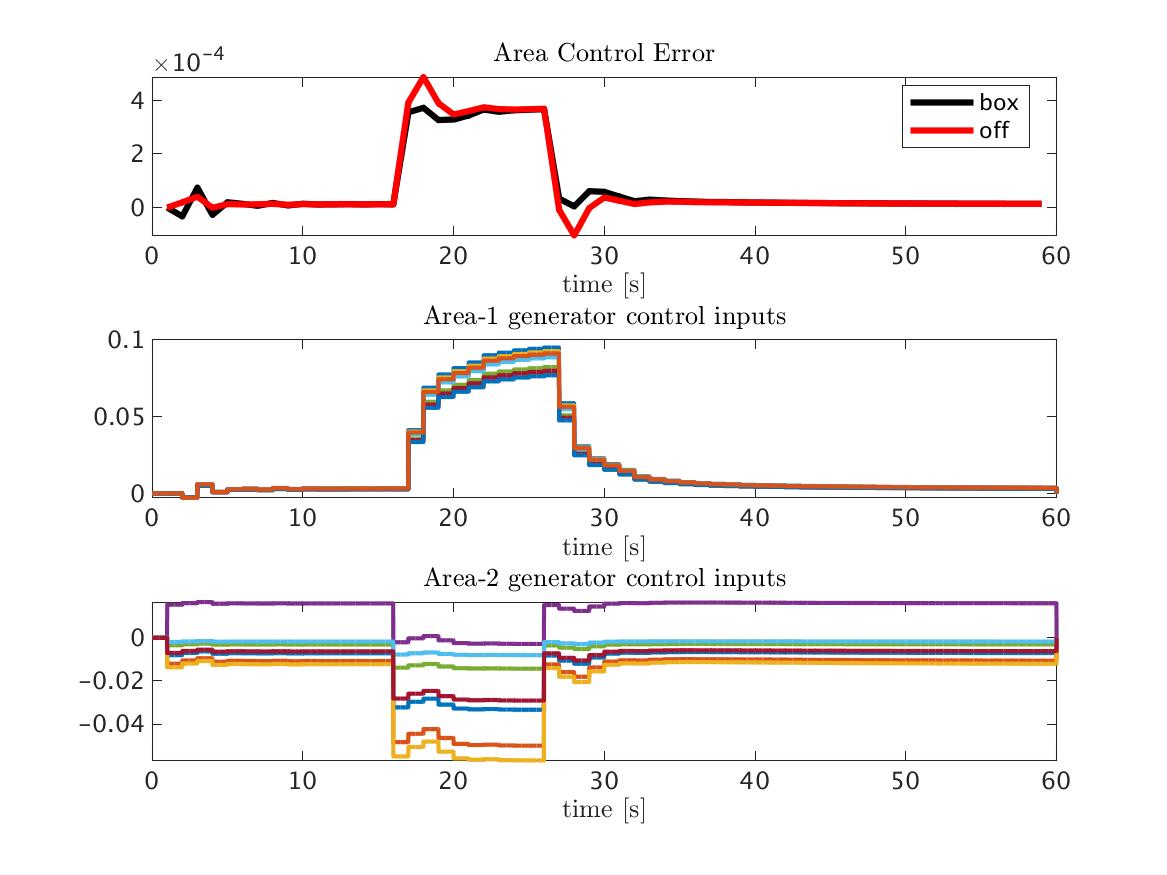 Area Control Error
×10⁻⁴
4
2
0
box
off
0 10 20 30 40 50 60
time [s]
Area-1 generator control inputs
0.1
0.05
0
0 10 20 30 40 50 60
time [s]
Area-2 generator control inputs
0
−0.02
−0.04
0 10 20 30 40 50 60
time [s]